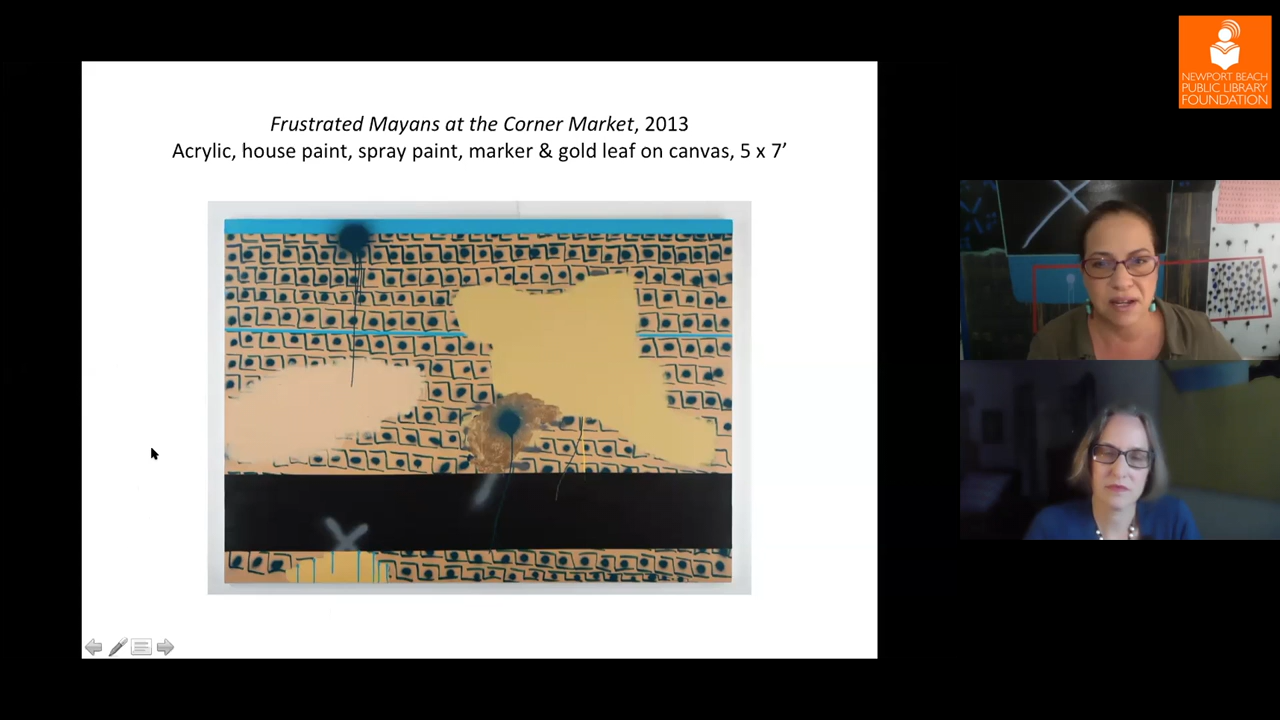 Frustrated Mayans at the Corner Market, 2013
Acrylic, house paint, spray paint, marker & gold leaf on canvas, 5 x 7’
NEWPORT BEACH
PUBLIC LIBRARY
FOUNDATION